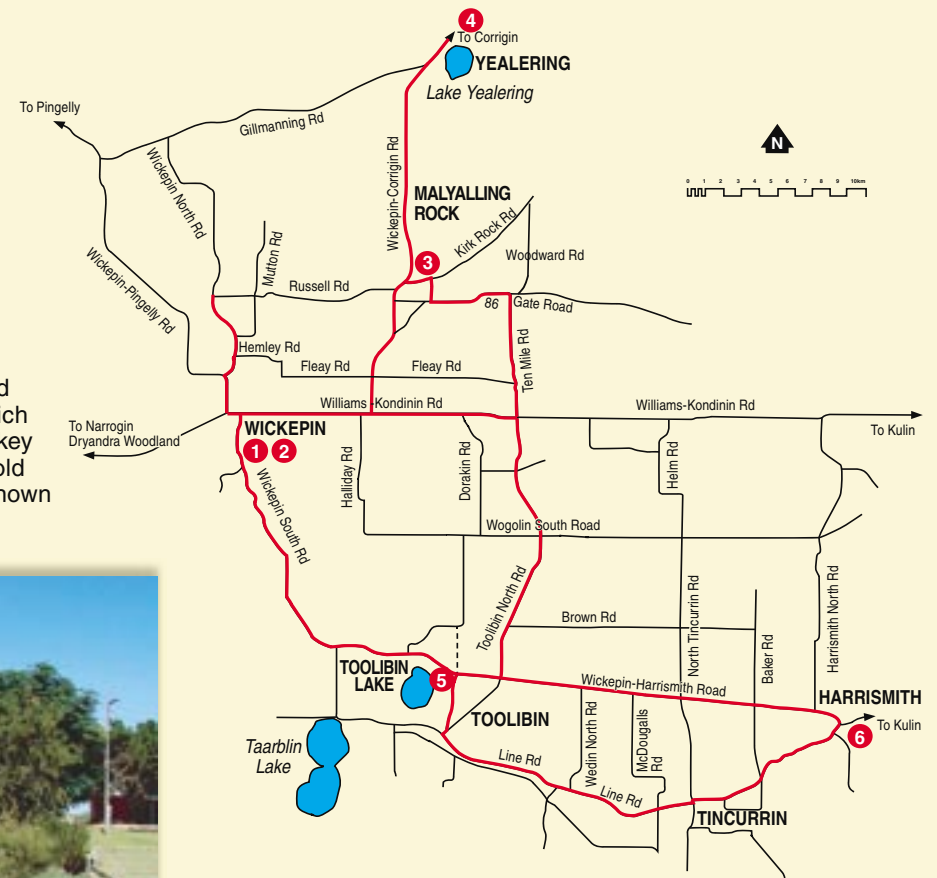 4
To Corrigin
YEALERING
Lake Yealering
To Pingelly
Gillmanning Rd
N
0 1 2 3 4 5 6 7 8 9 10km
Wickepin North Rd
Wickepin-Corrigin Rd
MALYALLING
ROCK
Kirk Rock Rd
Mutton Rd
3
Woodward Rd
Wickepin-Pingelly Rd
Russell Rd
86 Gate Road
Hemley Rd
Fleay Rd
Fleay Rd
Ten Mile Rd
Williams-Kondinin Rd
Williams-Kondinin Rd
To Narrogin
Dryandra Woodland
WICKEPIN
1 2
To Kulin
d
ich
key
old
hown
Wickepin South Rd
Halliday Rd
Dorakin Rd
Helm Rd
Wogolin South Road
Toolibin North Rd
Brown Rd
North Tincurrin Rd
Baker Rd
Harrismith North Rd
TOOLIBIN
LAKE
5
Wickepin-Harrismith Road
HARRISMITH
To Kulin
6
TOOLIBIN
Taarblin
Lake
Line Rd
Wedin North Rd
McDougalls
Rd
Line Rd
TINCURRIN